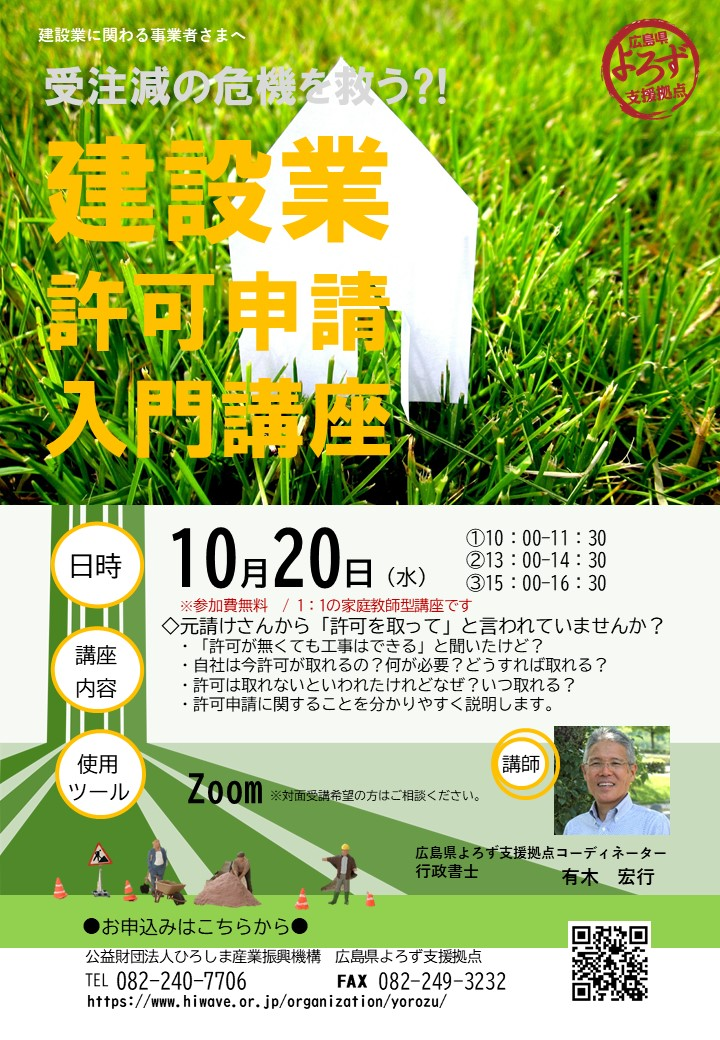 建設業に関わる事業者さまへ
広島県
よろず
支援拠点
受注減の危機を救う?!
建設業
許可申請
入門講座
日時
10月20日（水）
①10：00-11：30
②13：00-14：30
③15：00-16：30
※参加費無料　/ 1：1の家庭教師型講座です
講座
内容
◇元請けさんから「許可を取って」と言われていませんか？
・「許可が無くても工事はできる」と聞いたけど？
・自社は今許可が取れるの？何が必要？どうすれば取れる？
・許可は取れないといわれたけれどなぜ？いつ取れる？
・許可申請に関することを分かりやすく説明します。
使用
ツール
Zoom ※対面受講希望の方はご相談ください。
講師
広島県よろず支援拠点コーディネーター
行政書士　有木　宏行
●お申込みはこちらから●
公益財団法人ひろしま産業振興機構　広島県よろず支援拠点
TEL 082-240-7706　FAX 082-249-3232
https://www.hiwave.or.jp/organization/yorozu/